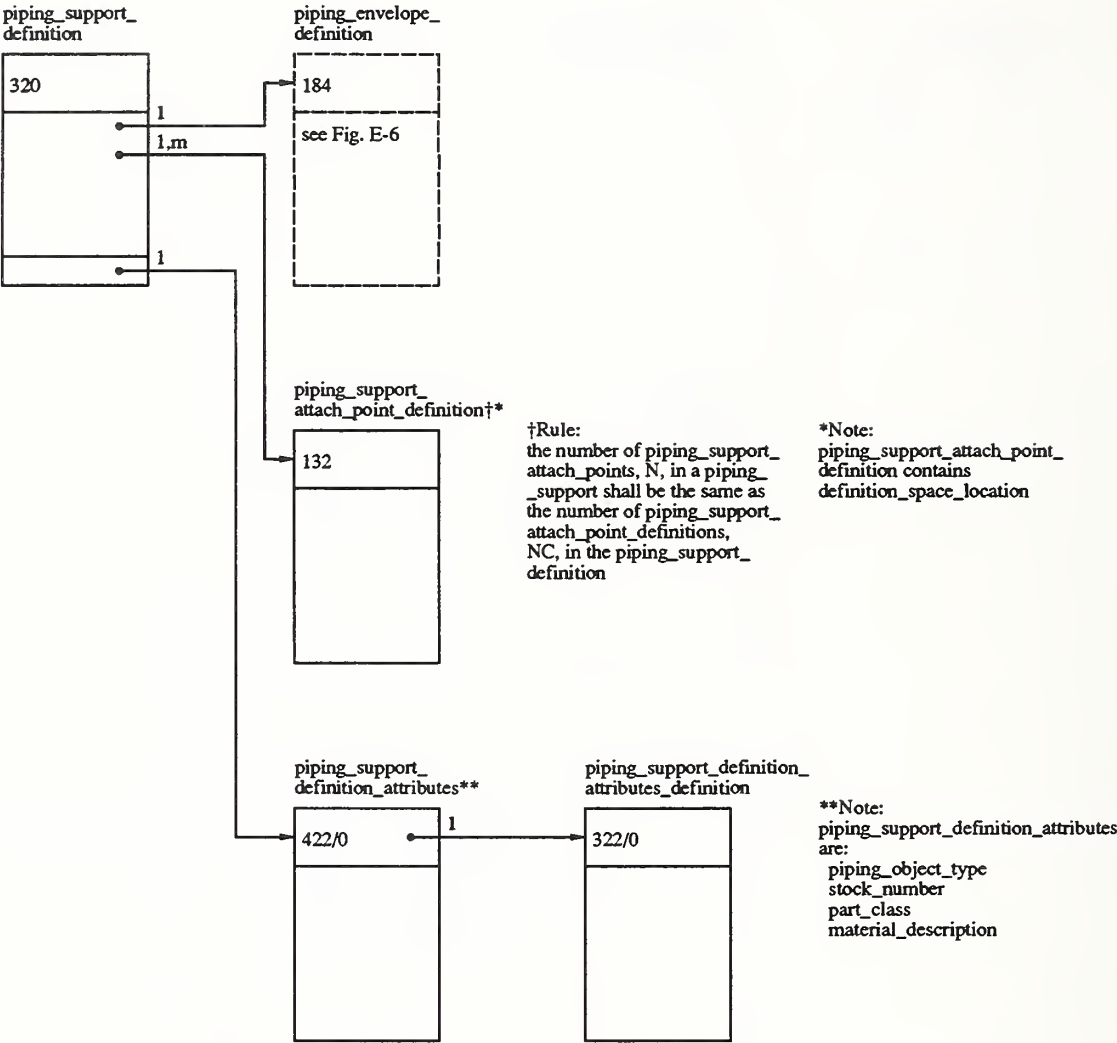 piping_support_
definition
320
1
1,m
1
piping_envelope_
definition
184
see Fig. E-6
piping_support_
attach_point_definition†*
132
†Rule:
the number of piping_support_
attach_points, N, in a piping_
_support shall be the same as
the number of piping_support_
attach_point_definitions,
NC, in the piping_support_
definition
*Note:
piping_support_attach_point_
definition contains
definition_space_location
piping_support_
definition_attributes**
422/0
1
piping_support_definition_
attributes_definition
322/0
**Note:
piping_support_definition_attributes
are:
piping_object_type
stock_number
part_class
material_description